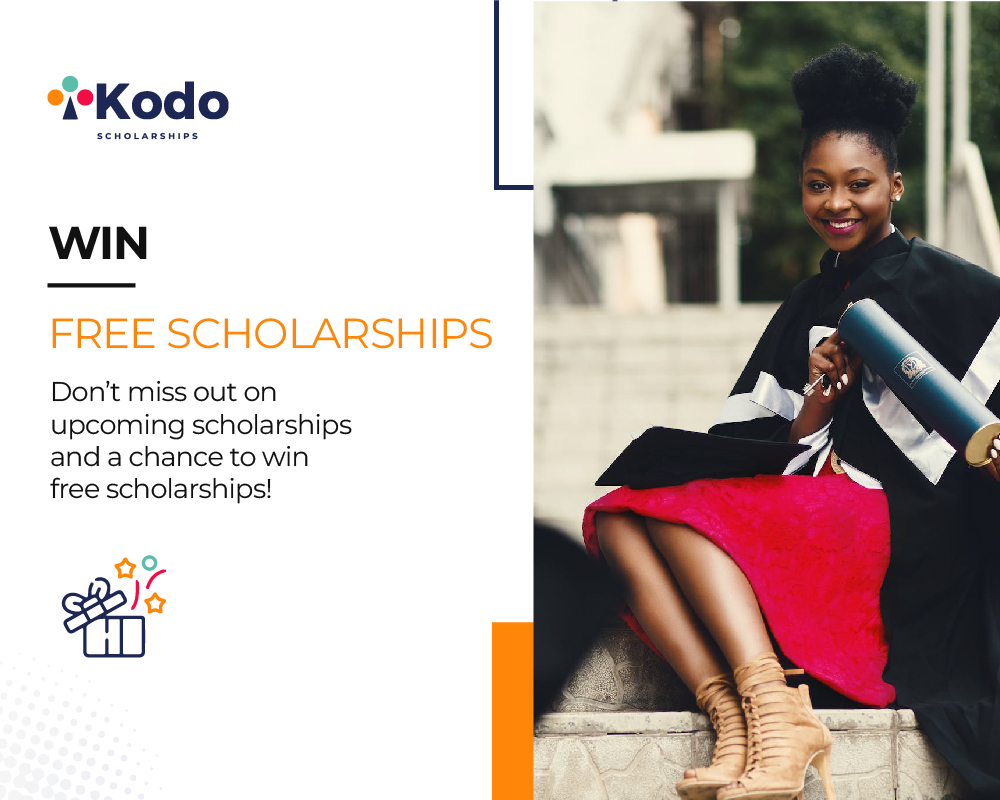 Kodo
SCHOLARSHIPS
WIN
FREE SCHOLARSHIPS
Don’t miss out on
upcoming scholarships
and a chance to win
free scholarships!